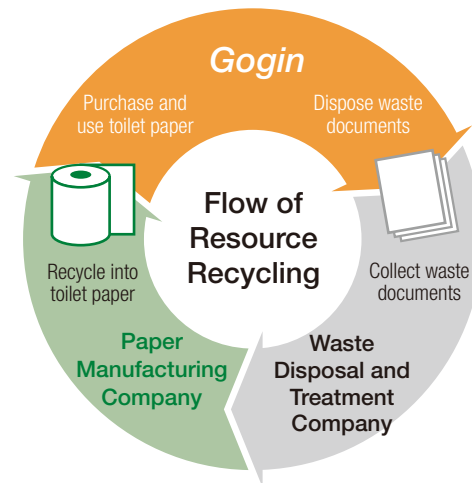 Gogin
Purchase and
use toilet paper
Dispose waste
documents
Flow of
Resource
Recycling
Recycle into
toilet paper
Collect waste
documents
Paper
Manufacturing
Company
Waste
Disposal and
Treatment
Company